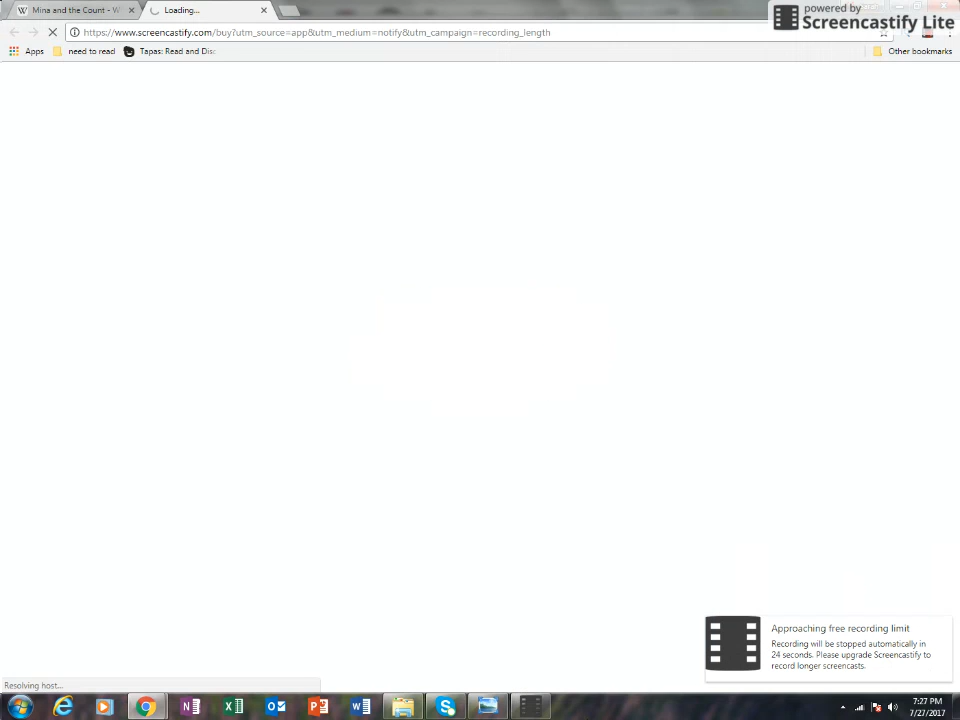 Mina and the Count - W
Loading...
powered by
Screencastify Lite
https://www.screencastify.com/buy?utm_source=app&utm_medium=notify&utm_campaign=recording_length
Apps
need to read
Tapas: Read and Disc
Other bookmarks
Approaching free recording limit
Recording will be stopped automatically in
24 seconds. Please upgrade Screencastify to
record longer screencasts.
Resolving host...
7:27 PM
7/27/2017